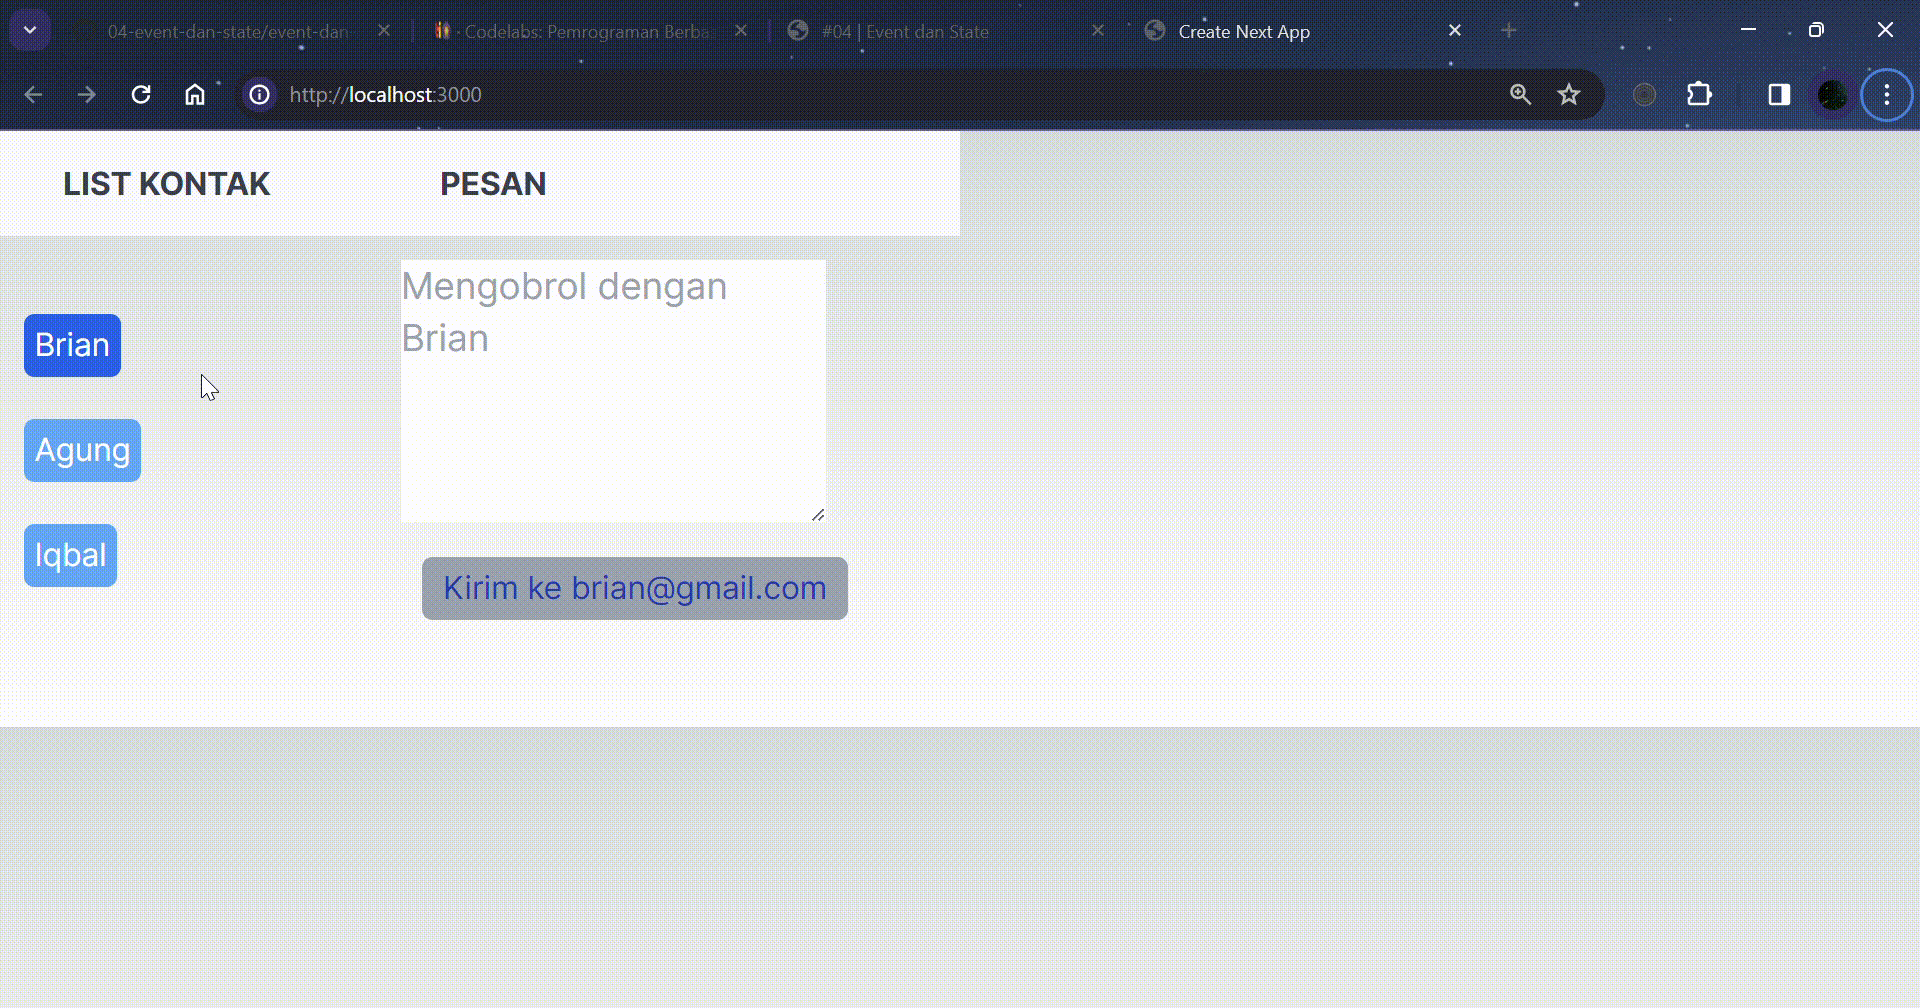 04-event-dan-state/event-dan-
Codelabs: Pemrograman Berba
#04 | Event dan State
Create Next App
http://localhost:3000
LIST KONTAK
PESAN
Mengobrol dengan
Brian
Brian
Agung
Iqbal
Kirim ke brian@gmail.com